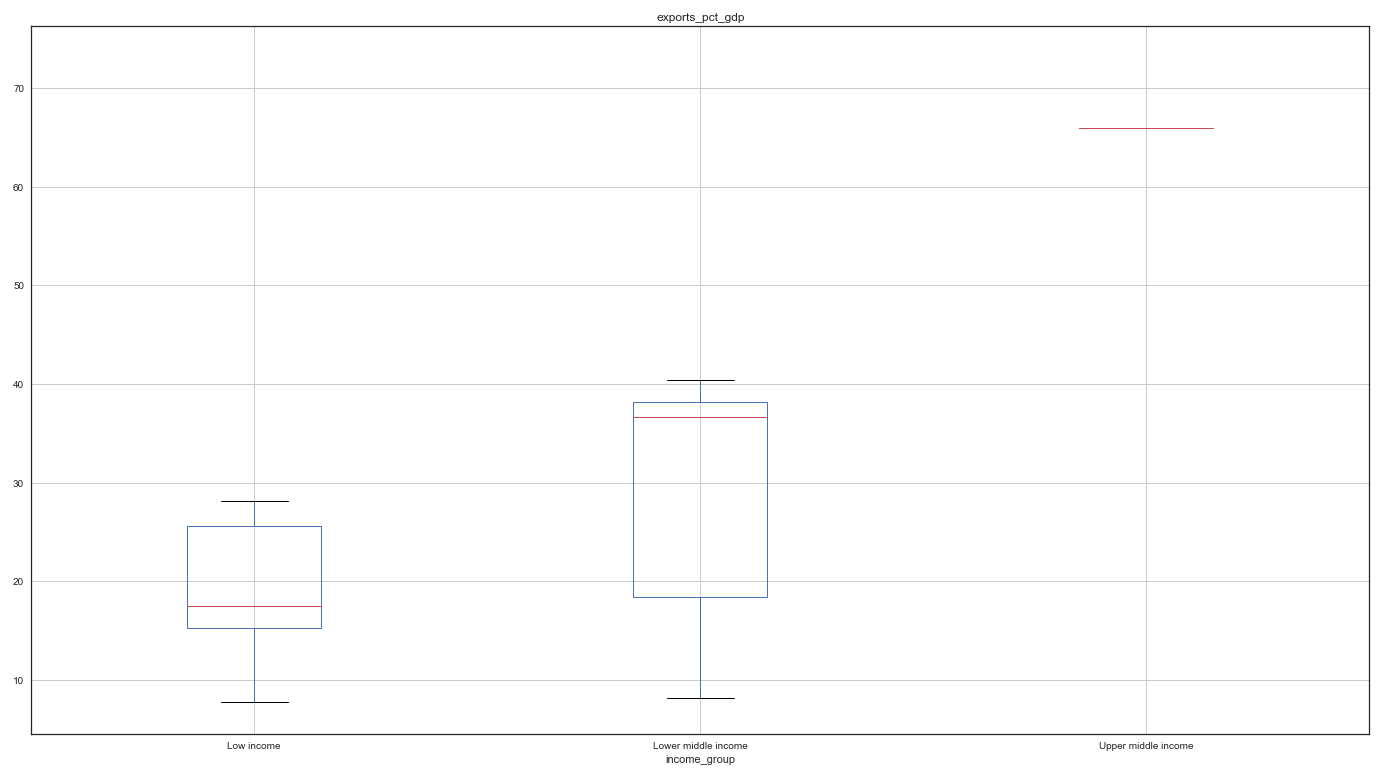 exports_pct_gdp
70
60
50
40
30
20
10
Low income
Lower middle income
Upper middle income
income_group